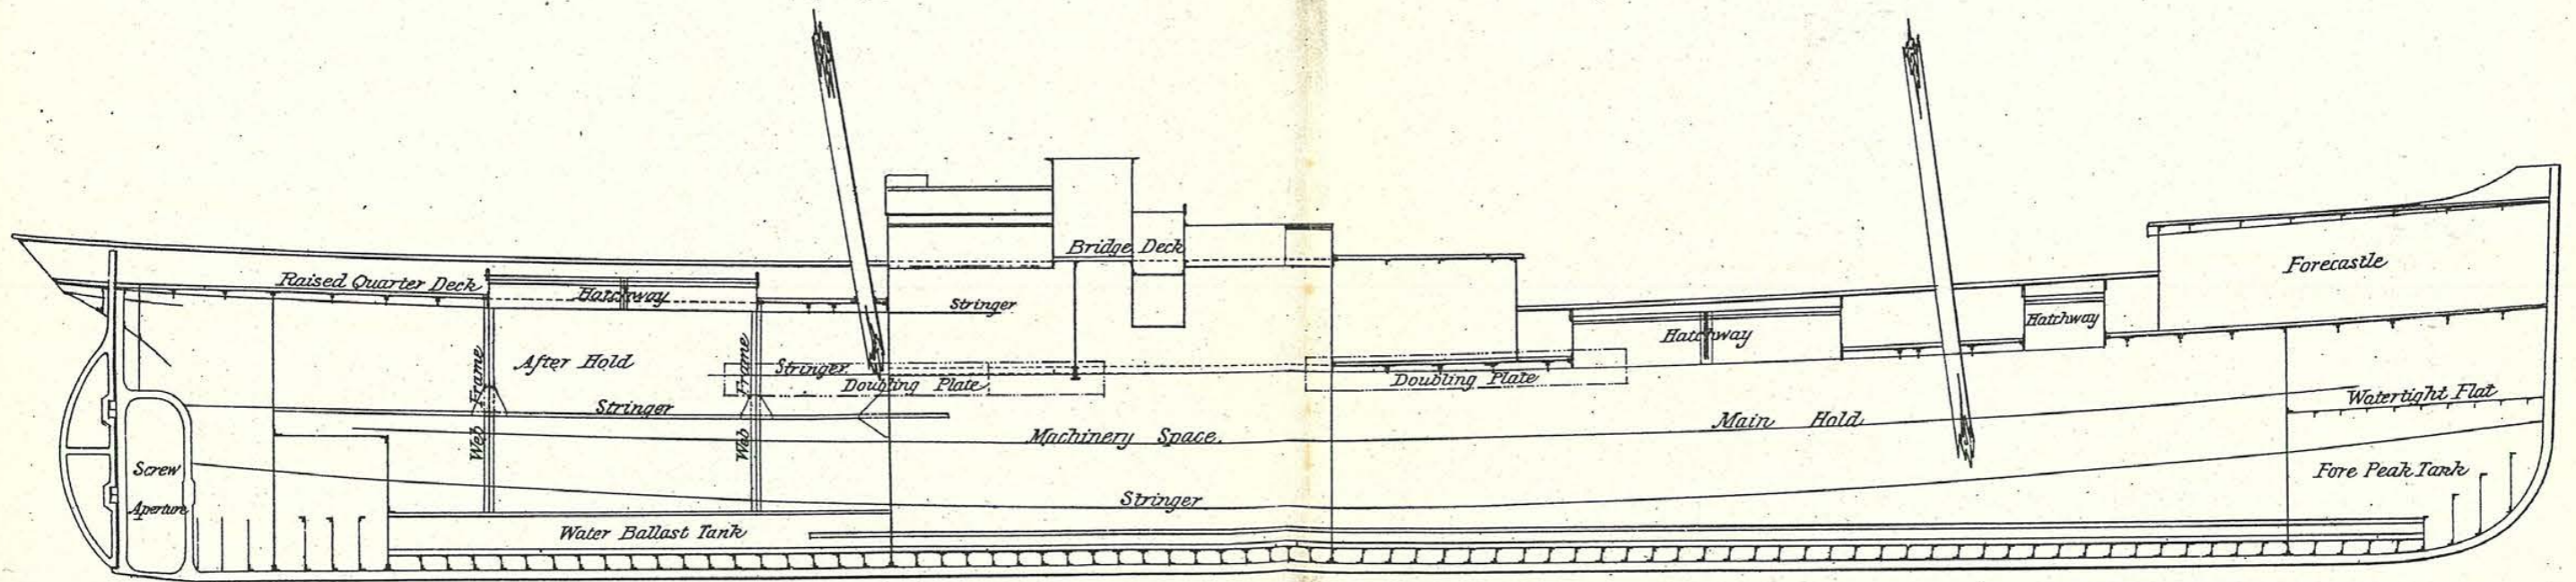 Bridge Deck
Forecastle
Raised Quarter Deck
Hatchway
Stringer
Hatchway
Hatchway
After Hold
Web Frame
Web Frame
Stringer
Doubling Plate
Doubling Plate
Stringer
Watertight Flat
Machinery Space.
Main Hold
Screw
Aperture
Fore Peak Tank
Stringer
Water Ballast Tank